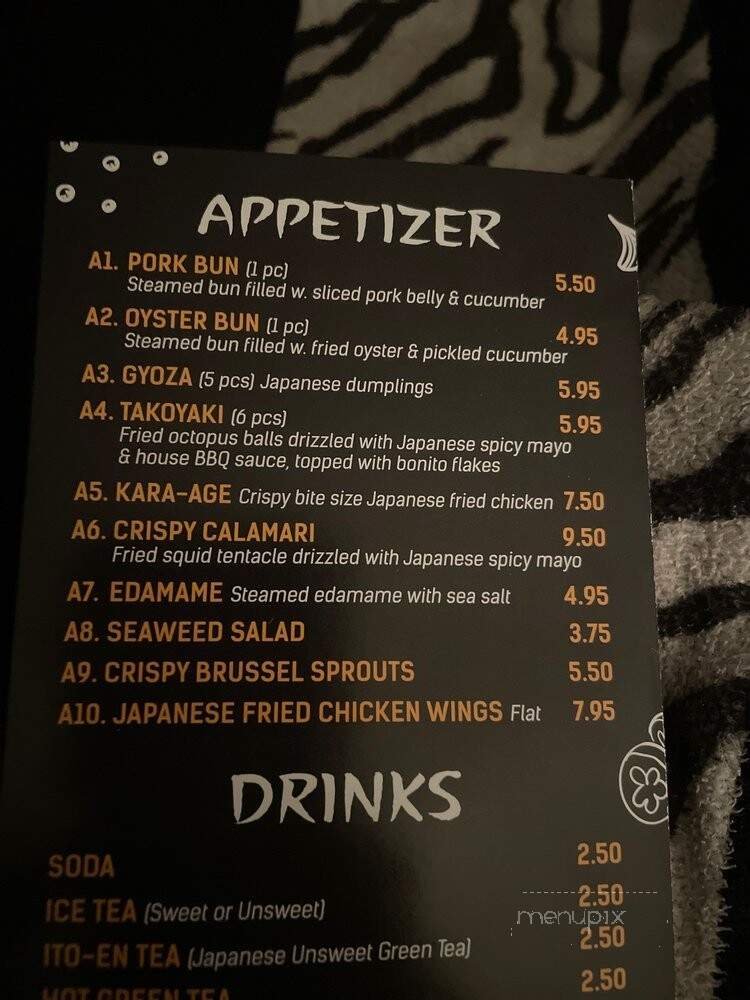 APPETIZER
A1. PORK BUN (1 pc) 5.50
Steamed bun filled w. sliced pork belly & cucumber
A2. OYSTER BUN (1 pc) 4.95
Steamed bun filled w. fried oyster & pickled cucumber
A3. GYOZA (5 pcs) Japanese dumplings 5.95
A4. TAKOYAKI (6 pcs) 5.95
Fried octopus balls drizzled with Japanese spicy mayo
& house BBQ sauce, topped with bonito flakes
A5. KARA-AGE Crispy bite size Japanese fried chicken 7.50
A6. CRISPY CALAMARI 9.50
Fried squid tentacle drizzled with Japanese spicy mayo
A7. EDAMAME Steamed edamame with sea salt 4.95
A8. SEAWEED SALAD 3.75
A9. CRISPY BRUSSEL SPROUTS 5.50
A10. JAPANESE FRIED CHICKEN WINGS Flat 7.95
DRINKS
SODA 2.50
ICE TEA (Sweet or Unsweet) 2.50
menupix
ITO-EN TEA (Japanese Unsweet Green Tea) 2.50
HOT GREEN TEA 2.50